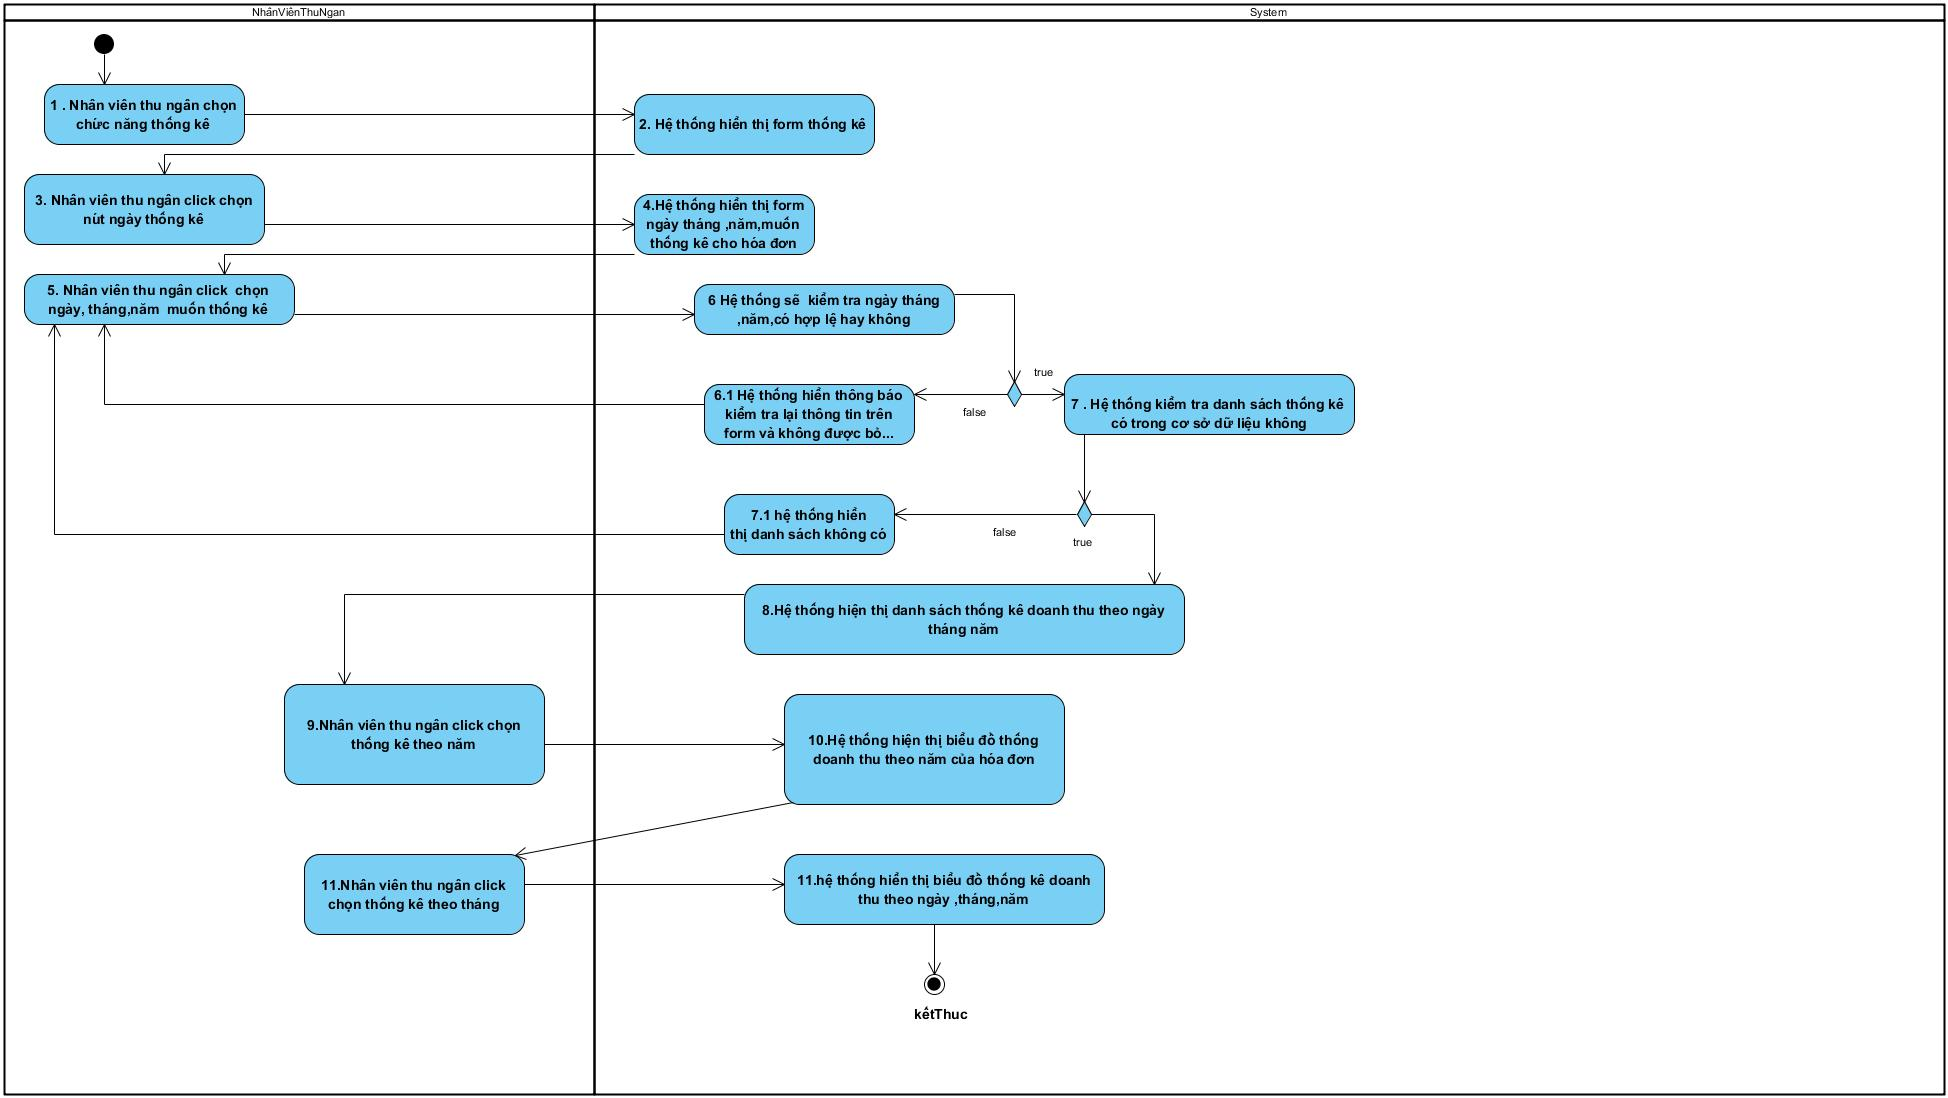 NhânViênThuNgan
System
1 . Nhân viên thu ngân chọn
chức năng thống kê
2. Hệ thống hiển thị form thống kê
3. Nhân viên thu ngân click chọn
nút ngày thống kê
4.Hệ thống hiển thị form
ngày tháng ,năm,muốn
thống kê cho hóa đơn
5. Nhân viên thu ngân click  chọn
ngày, tháng,năm  muốn thống kê
6 Hệ thống sẽ  kiểm tra ngày tháng
,năm,có hợp lệ hay không
true
false
6.1 Hệ thống hiển thông báo
kiểm tra lại thông tin trên
form và không được bỏ...
7 . Hệ thống kiểm tra danh sách thống kê
có trong cơ sở dữ liệu không
7.1 hệ thống hiển
thị danh sách không có
false
true
8.Hệ thống hiện thị danh sách thống kê doanh thu theo ngày
tháng năm
9.Nhân viên thu ngân click chọn
thống kê theo năm
10.Hệ thống hiện thị biểu đồ thống
doanh thu theo năm của hóa đơn
11.Nhân viên thu ngân click
chọn thống kê theo tháng
11.hệ thống hiển thị biểu đồ thống kê doanh
thu theo ngày ,tháng,năm
kếtThuc